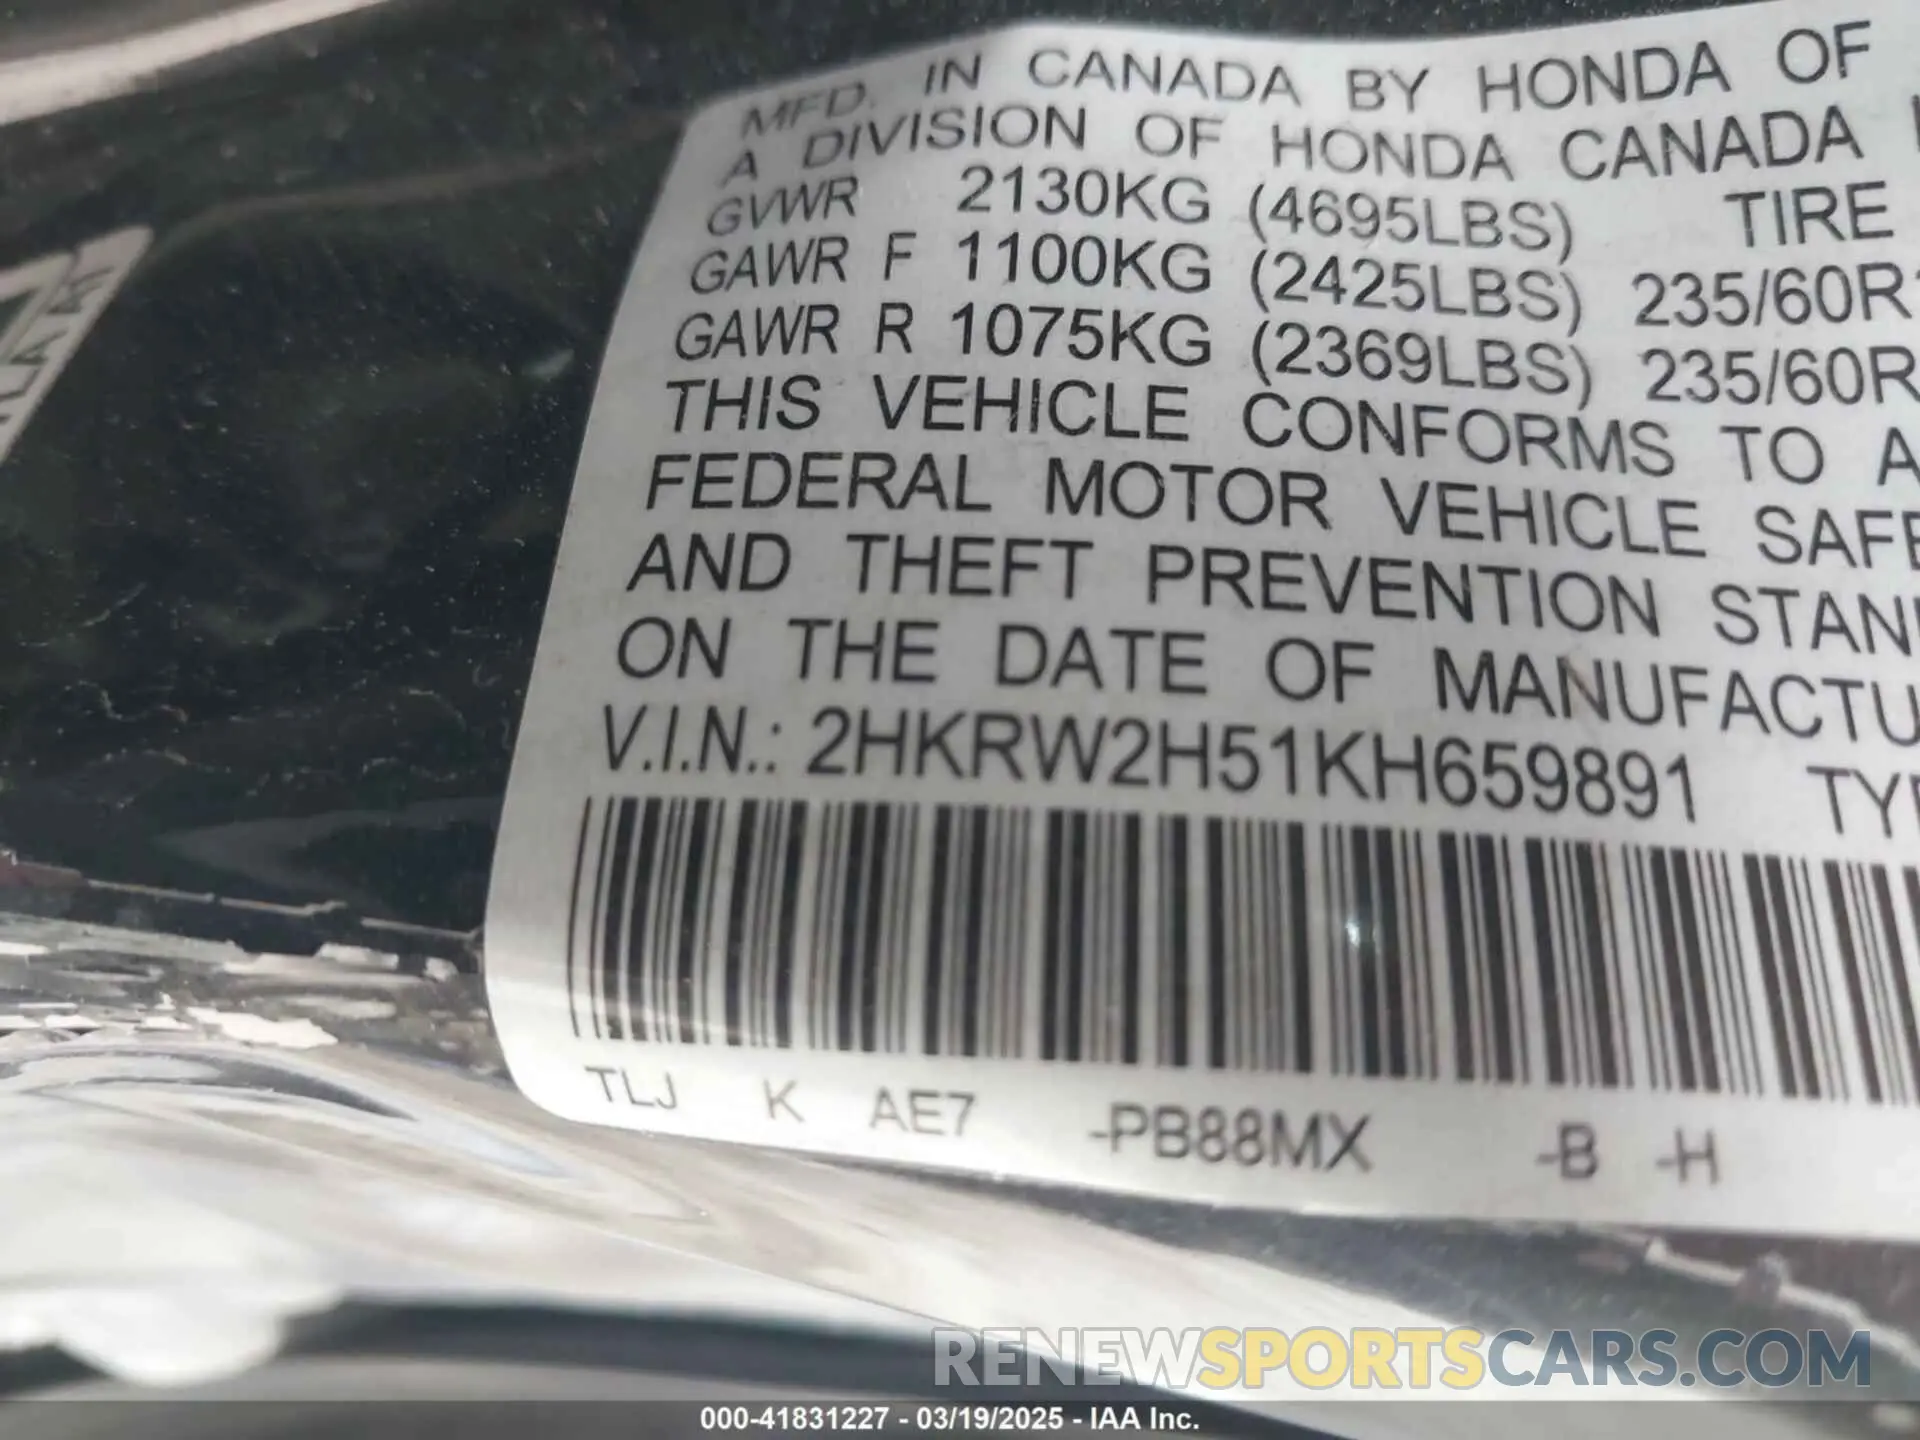 MFD. IN CANADA BY HONDA OF
A DIVISION OF HONDA CANADA
GVWR 2130KG (4695LBS) TIRE
GAWR F 1100KG (2425LBS) 235/60R
GAWR R 1075KG (2369LBS) 235/60R
THIS VEHICLE CONFORMS TO A
FEDERAL MOTOR VEHICLE SAFE
AND THEFT PREVENTION STAN
ON THE DATE OF MANUFACTU
V.I.N.: 2HKRW2H51KH659891 TYP
TLJ K AE7 -PB88MX -B -H
RENEWSPORTSCARS.COM
000-41831227 - 03/19/2025 - IAA Inc.